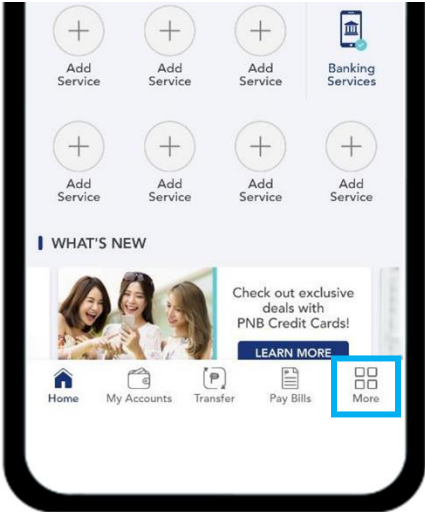 Add Add Add Banking
Service Service Service Services
Add Add Add Add
Service Service Service Service
WHAT'S NEW
Check out exclusive
deals with
PNB Credit Cards!
LEARN MORE
Home My Accounts Transfer Pay Bills More